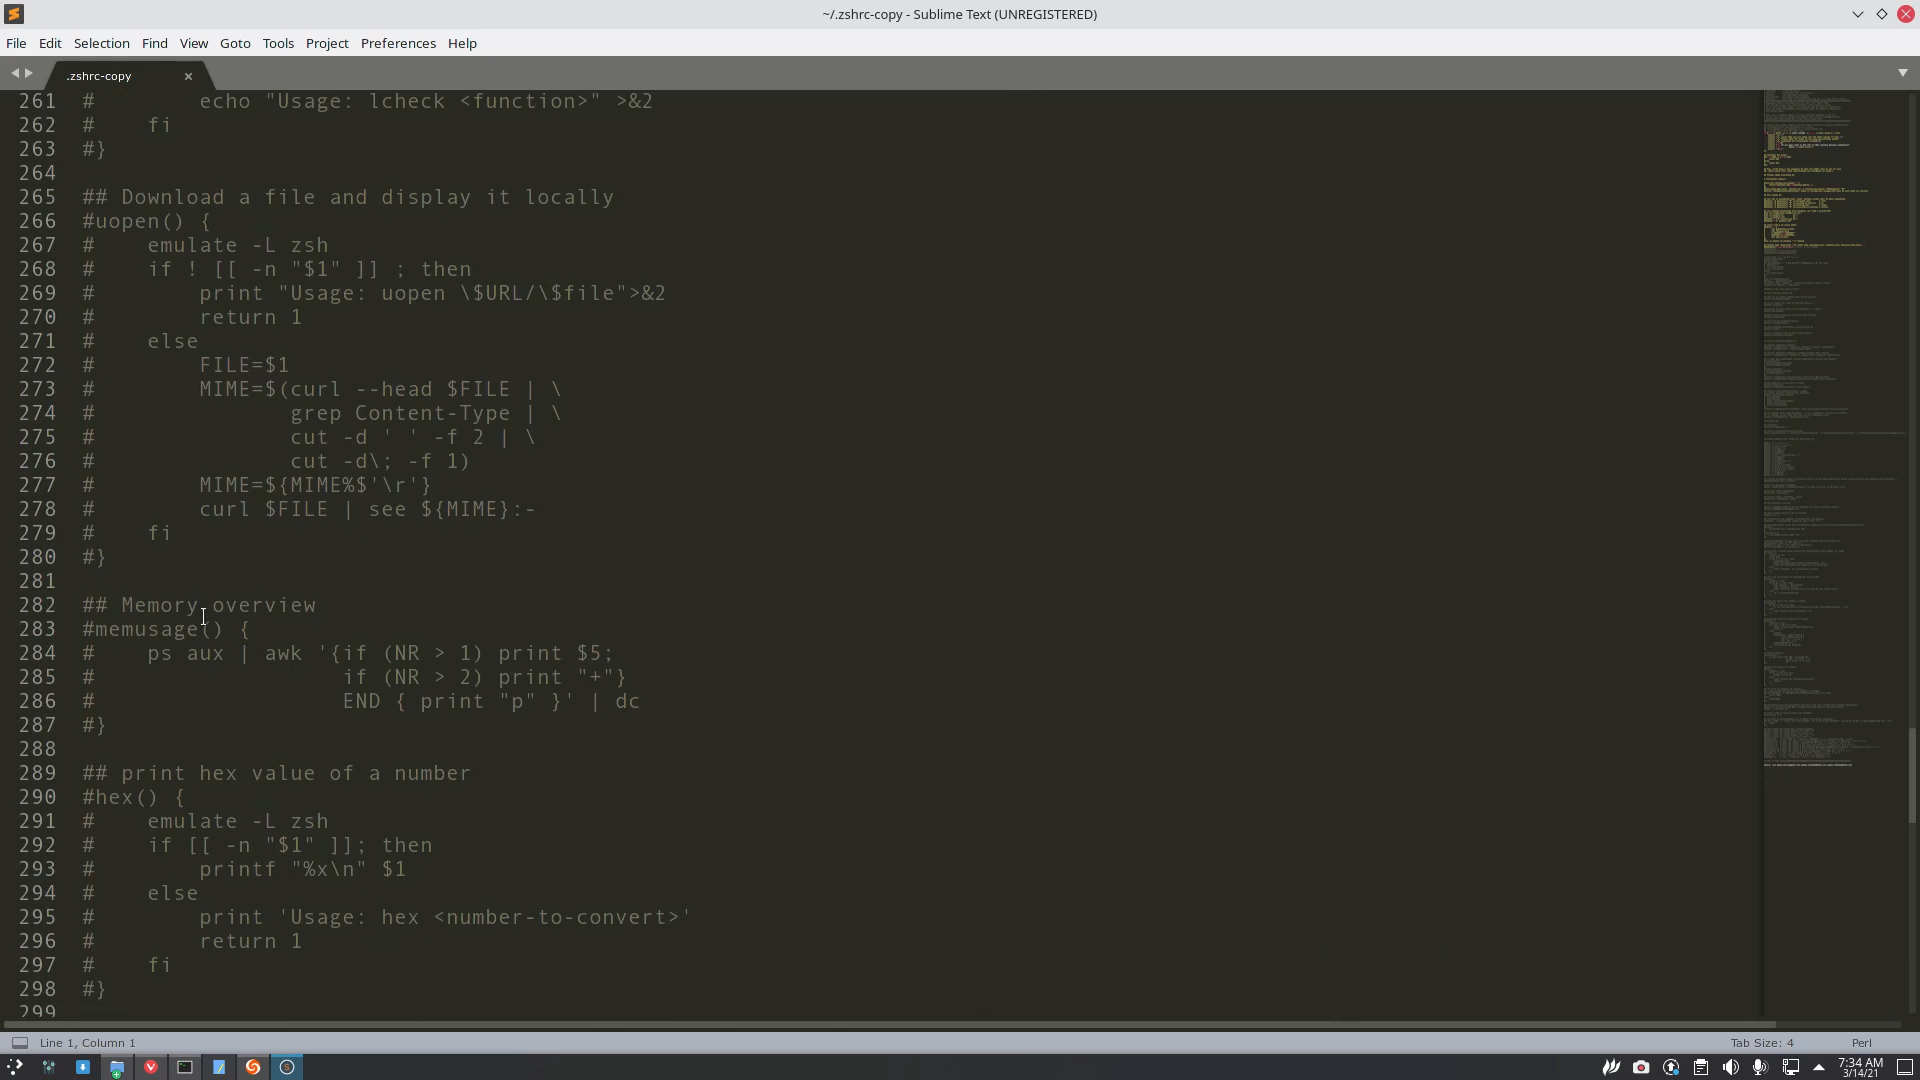 ~/.zshrc-copy - Sublime Text (UNREGISTERED)
File Edit Selection Find View Goto Tools Project Preferences Help
.zshrc-copy
261 #        echo "Usage: lcheck <function>" >&2
262 #    fi
263 #}
264
265 ## Download a file and display it locally
266 #uopen() {
267 #    emulate -L zsh
268 #    if ! [[ -n "$1" ]] ; then
269 #        print "Usage: uopen \$URL/\$file">&2
270 #        return 1
271 #    else
272 #        FILE=$1
273 #        MIME=$(curl --head $FILE | \
274 #               grep Content-Type | \
275 #               cut -d ' ' -f 2 | \
276 #               cut -d\; -f 1)
277 #        MIME=${MIME%$'\r'}
278 #        curl $FILE | see ${MIME}:-
279 #    fi
280 #}
281
282 ## Memory overview
283 #memusage() {
284 #    ps aux | awk '{if (NR > 1) print $5;
285 #                   if (NR > 2) print "+"}
286 #                   END { print "p" }' | dc
287 #}
288
289 ## print hex value of a number
290 #hex() {
291 #    emulate -L zsh
292 #    if [[ -n "$1" ]]; then
293 #        printf "%x\n" $1
294 #    else
295 #        print 'Usage: hex <number-to-convert>'
296 #        return 1
297 #    fi
298 #}
299
Line 1, Column 1 Tab Size: 4 Perl
7:34 AM
3/14/21